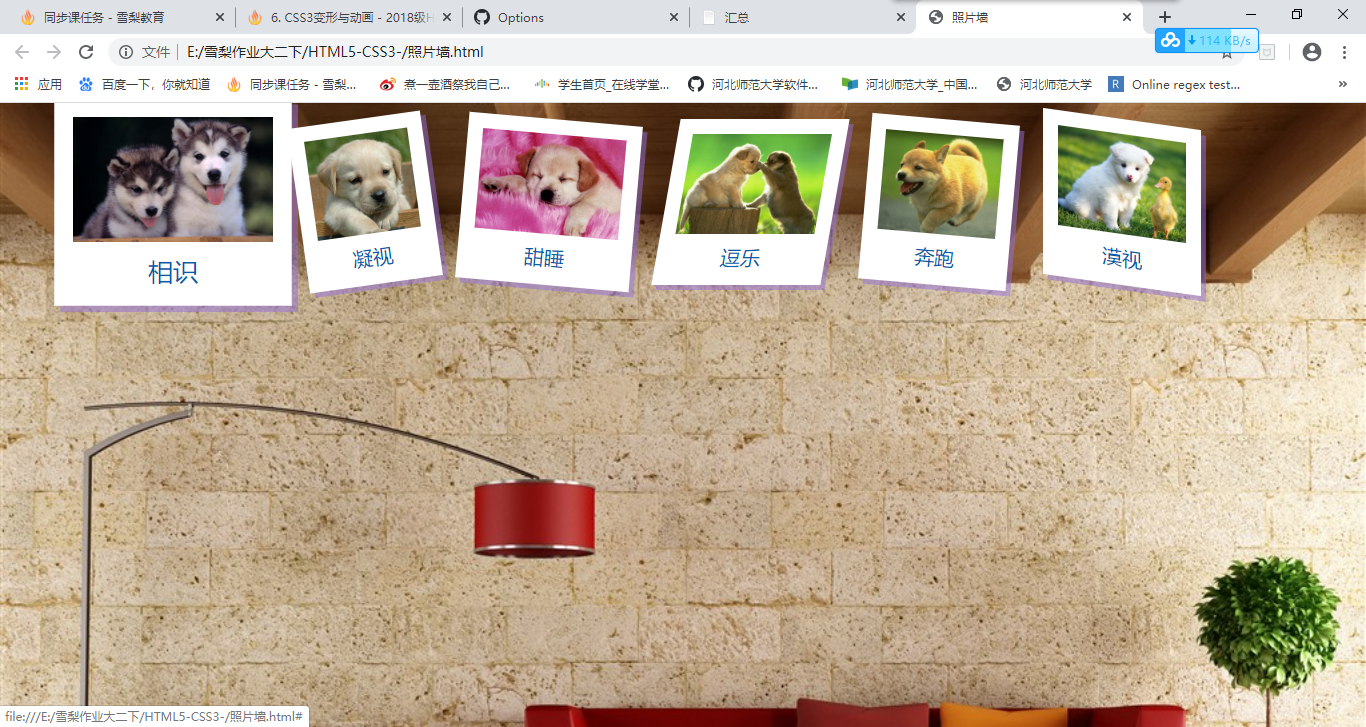 同步课任务 - 雪梨教育
6. CSS3变形与动画 - 2018级
Options
汇总
照片墙
文件
E:/雪梨作业大二下/HTML5-CSS3-/照片墙.html
114 KB/s
应用
百度一下，你就知道
同步课任务 - 雪梨...
煮一壶酒祭我自己...
学生首页_在线学堂...
河北师范大学软件...
河北师范大学_中国...
河北师范大学
R
Online regex test...
»
相识
凝视
甜睡
逗乐
奔跑
漠视
file:///E:/雪梨作业大二下/HTML5-CSS3-/照片墙.html#